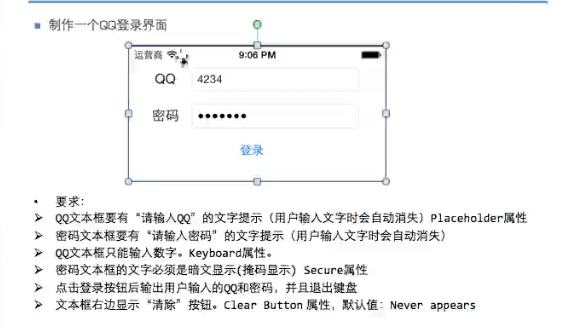 制作一个QQ登录界面
运营商 9:06 PM
QQ 4234
密码 •••••••
登录
• 要求：
➤ QQ文本框要有“请输入QQ”的文字提示（用户输入文字时会自动消失）Placeholder属性
➤ 密码文本框要有“请输入密码”的文字提示（用户输入文字时会自动消失）
➤ QQ文本框只能输入数字。Keyboard属性。
➤ 密码文本框的文字必须是暗文显示(掩码显示) Secure属性
➤ 点击登录按钮后输出用户输入的QQ和密码，并且退出键盘
➤ 文本框右边显示“清除”按钮。Clear Button 属性，默认值：Never appears